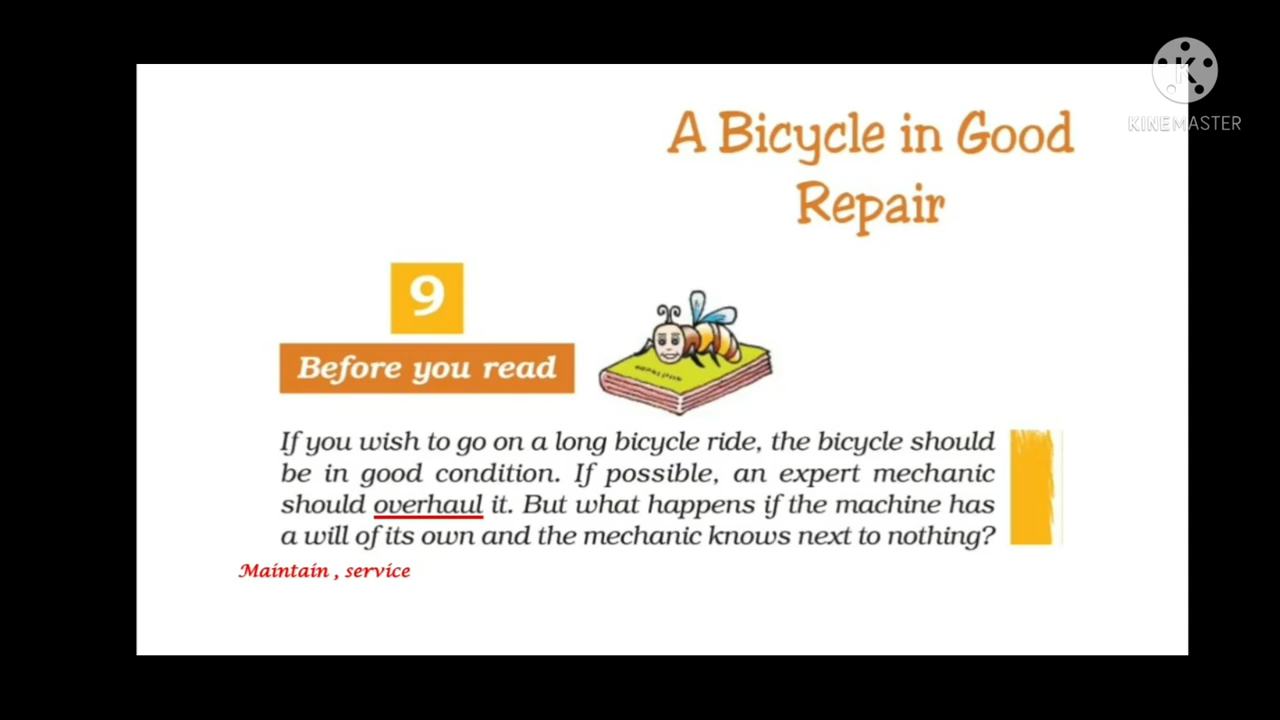 KINEMASTER
A Bicycle in Good
Repair
9
Before you read
If you wish to go on a long bicycle ride, the bicycle should
be in good condition. If possible, an expert mechanic
should overhaul it. But what happens if the machine has
a will of its own and the mechanic knows next to nothing?
Maintain , service